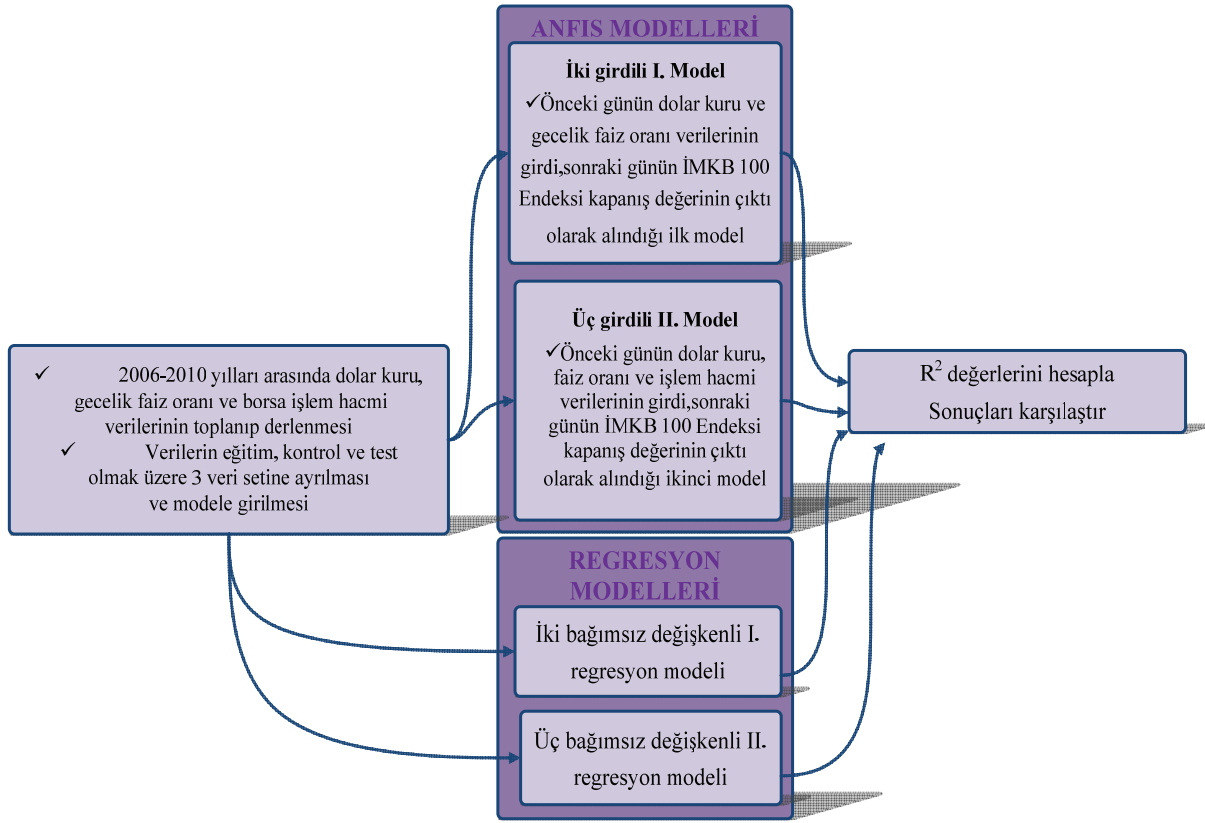 ANFIS MODELLERİ
İki girdili I. Model
✓Önceki günün dolar kuru ve
gecelik faiz oranı verilerinin
girdi,sonraki günün İMKB 100
Endeksi kapanış değerinin çıktı
olarak alındığı ilk model
Üç girdili II. Model
✓Önceki günün dolar kuru,
faiz oranı ve işlem hacmi
verilerinin girdi,sonraki
günün İMKB 100 Endeksi
kapanış değerinin çıktı
olarak alındığı ikinci model
✓ 2006-2010 yılları arasında dolar kuru,
gecelik faiz oranı ve borsa işlem hacmi
verilerinin toplanıp derlenmesi
✓ Verilerin eğitim, kontrol ve test
olmak üzere 3 veri setine ayrılması
ve modele girilmesi
R² değerlerini hesapla
Sonuçları karşılaştır
REGRESYON
MODELLERİ
İki bağımsız değişkenli I.
regresyon modeli
Üç bağımsız değişkenli II.
regresyon modeli